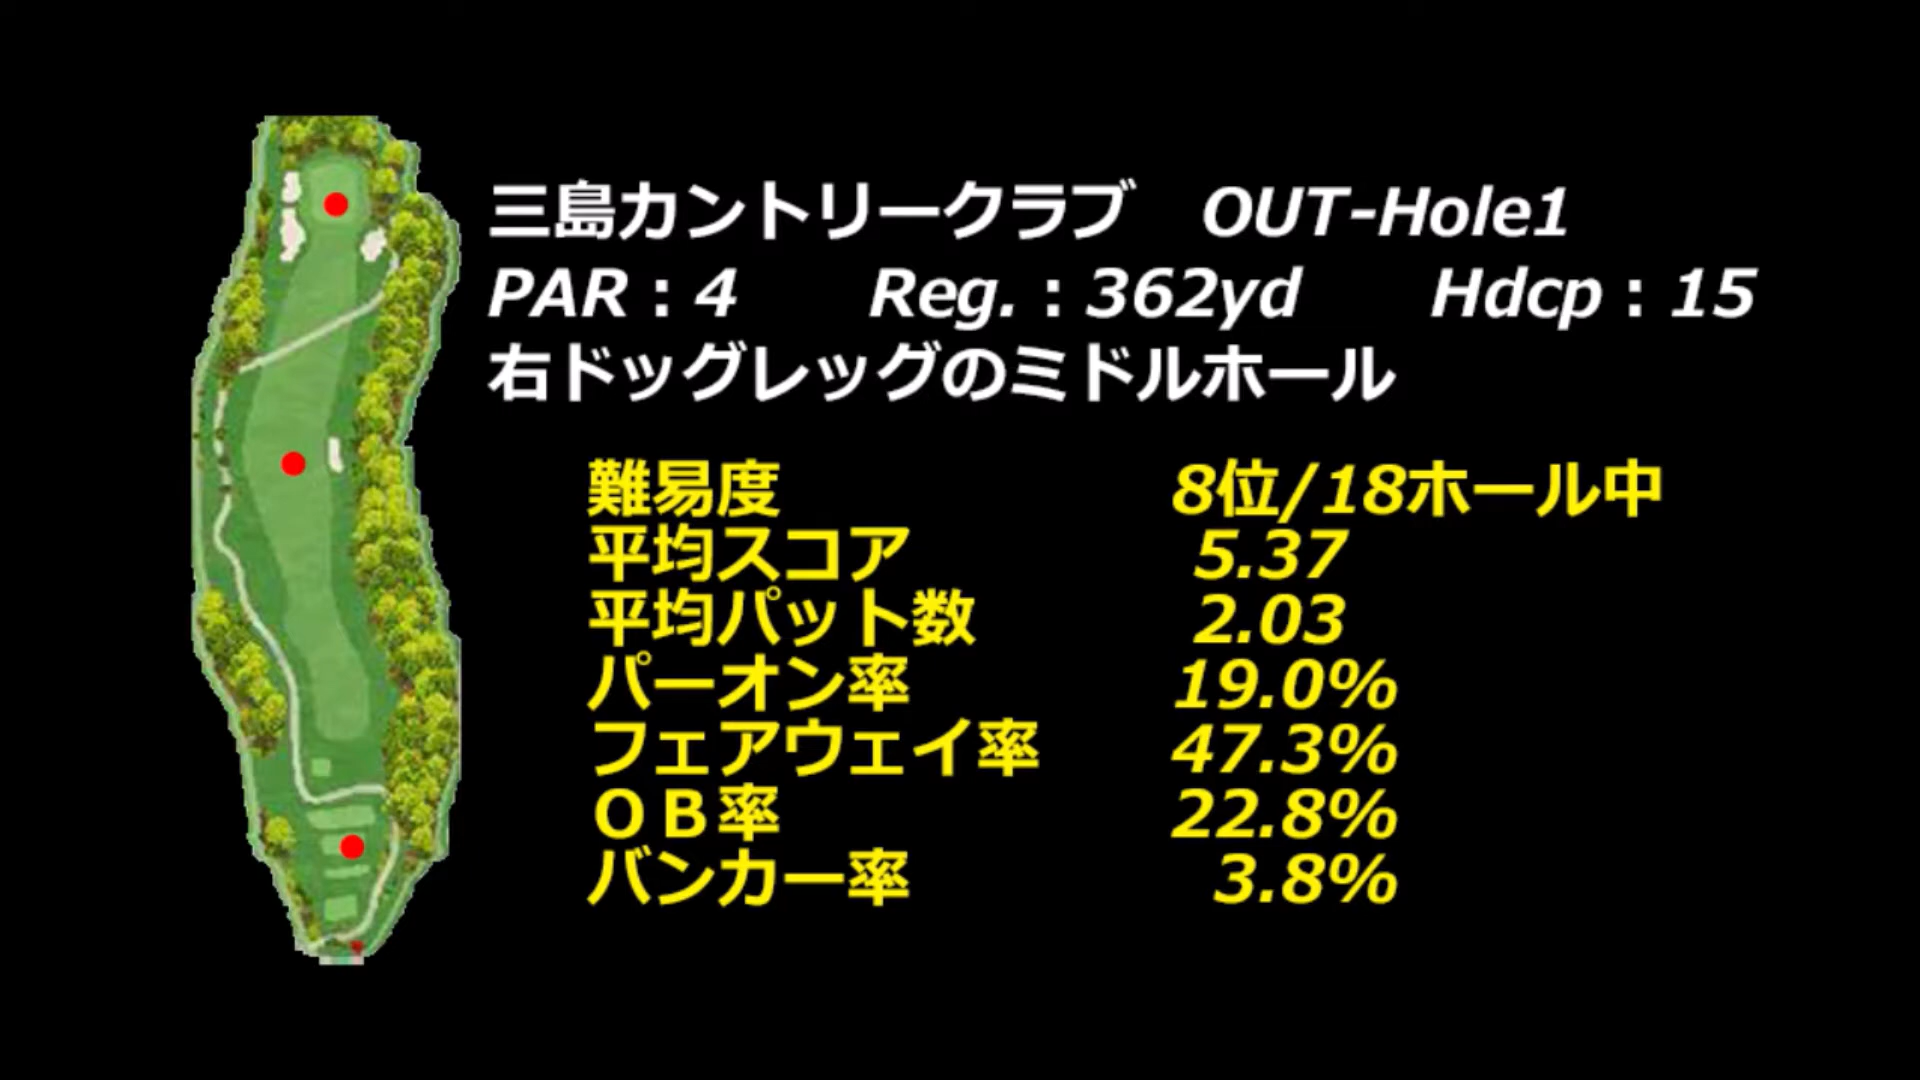 三島カントリークラブ　OUT-Hole1
PAR：4　　Reg.：362yd　　Hdcp：15
右ドッグレッグのミドルホール
難易度　　8位/18ホール中
平均スコア　　5.37
平均パット数　　2.03
パーオン率　　19.0%
フェアウェイ率　　47.3%
ＯＢ率　　22.8%
バンカー率　　3.8%